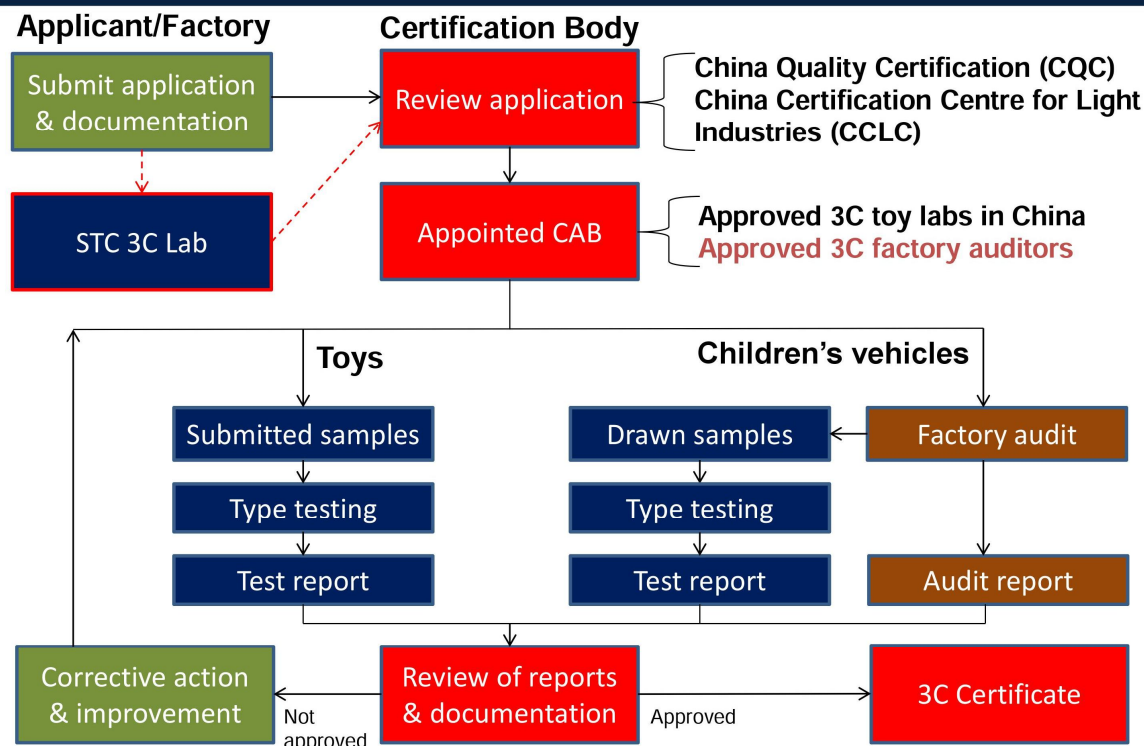 Applicant/Factory
Certification Body
Submit application
& documentation
Review application
China Quality Certification (CQC)
China Certification Centre for Light
Industries (CCLC)
STC 3C Lab
Appointed CAB
Approved 3C toy labs in China
Approved 3C factory auditors
Toys
Children's vehicles
Submitted samples
Drawn samples
Factory audit
Type testing
Type testing
Test report
Test report
Audit report
Corrective action
& improvement
Not
approved
Review of reports
& documentation
Approved
3C Certificate